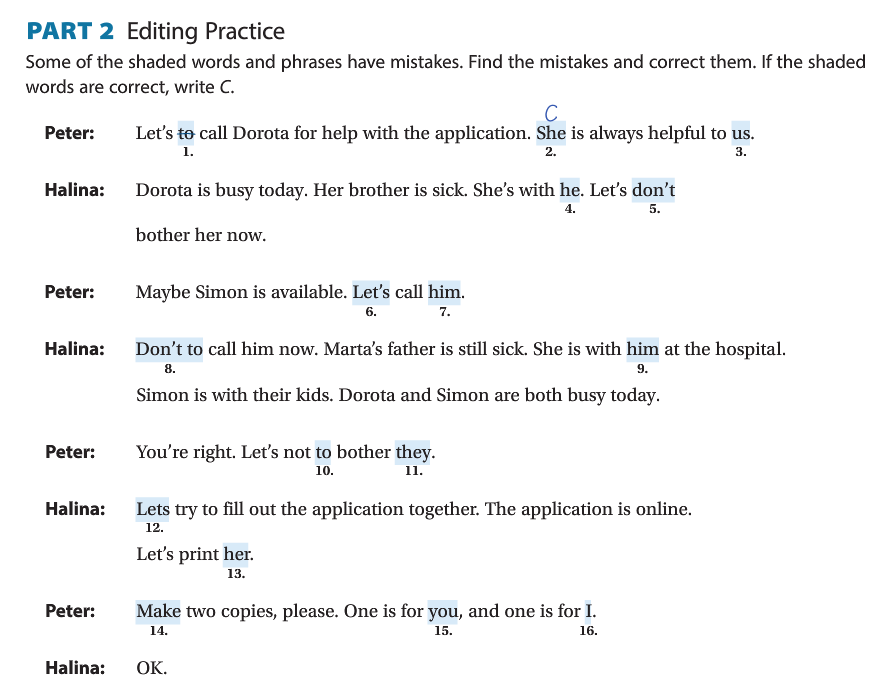 PART 2 Editing Practice
Some of the shaded words and phrases have mistakes. Find the mistakes and correct them. If the shaded
words are correct, write C.
C
Peter: Let's to call Dorota for help with the application. She is always helpful to us.
1. 2. 3.
Halina: Dorota is busy today. Her brother is sick. She's with he. Let's don't
4. 5.
bother her now.
Peter: Maybe Simon is available. Let's call him.
6. 7.
Halina: Don't to call him now. Marta's father is still sick. She is with him at the hospital.
8. 9.
Simon is with their kids. Dorota and Simon are both busy today.
Peter: You're right. Let's not to bother they.
10. 11.
Halina: Lets try to fill out the application together. The application is online.
12.
Let's print her.
13.
Peter: Make two copies, please. One is for you, and one is for I.
14. 15. 16.
Halina: OK.